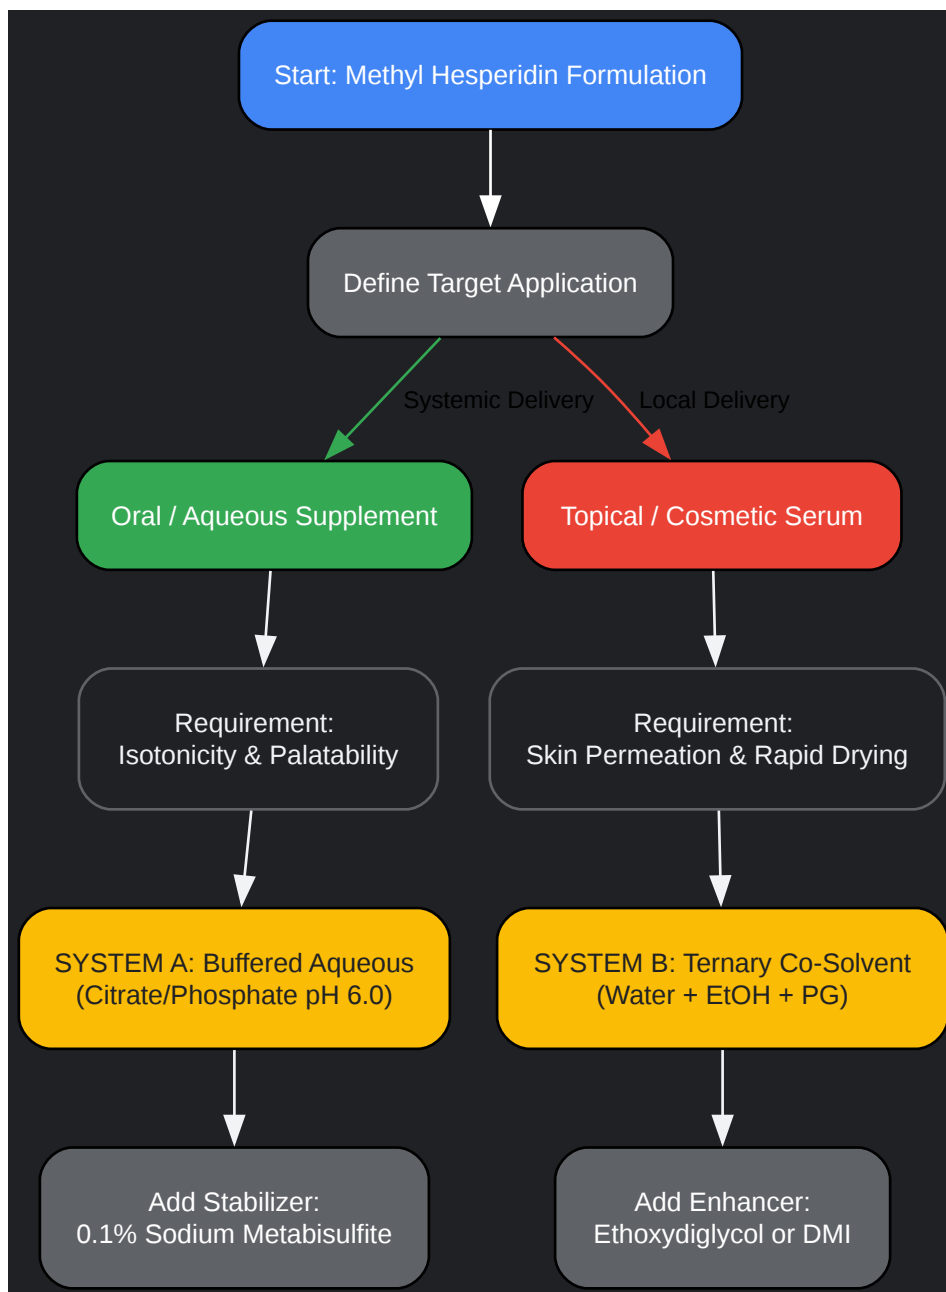 Start: Methyl Hesperidin Formulation
Define Target Application
Systemic Delivery
Local Delivery
Oral / Aqueous Supplement
Topical / Cosmetic Serum
Requirement:
Isotonicity & Palatability
Requirement:
Skin Permeation & Rapid Drying
SYSTEM A: Buffered Aqueous
(Citrate/Phosphate pH 6.0)
SYSTEM B: Ternary Co-Solvent
(Water + EtOH + PG)
Add Stabilizer:
0.1% Sodium Metabisulfite
Add Enhancer:
Ethoxydiglycol or DMI